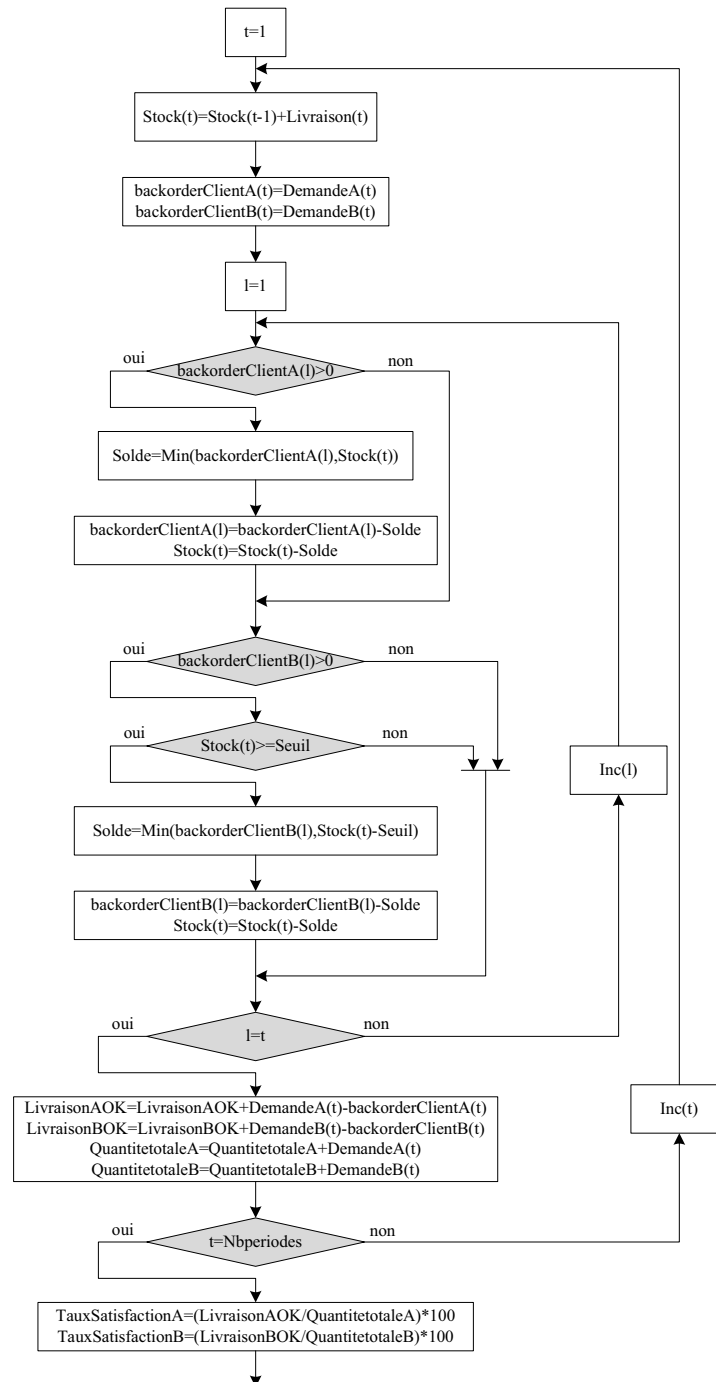 t=1
Stock(t)=Stock(t-1)+Livraison(t)
backorderClientA(t)=DemandeA(t)
backorderClientB(t)=DemandeB(t)
l=1
oui
backorderClientA(l)>0
non
Solde=Min(backorderClientA(l),Stock(t))
backorderClientA(l)=backorderClientA(l)-Solde
Stock(t)=Stock(t)-Solde
oui
backorderClientB(l)>0
non
oui
Stock(t)>=Seuil
non
Inc(l)
Solde=Min(backorderClientB(l),Stock(t)-Seuil)
backorderClientB(l)=backorderClientB(l)-Solde
Stock(t)=Stock(t)-Solde
oui
l=t
non
LivraisonAOK=LivraisonAOK+DemandeA(t)-backorderClientA(t)
LivraisonBOK=LivraisonBOK+DemandeB(t)-backorderClientB(t)
QuantitetotaleA=QuantitetotaleA+DemandeA(t)
QuantitetotaleB=QuantitetotaleB+DemandeB(t)
Inc(t)
oui
t=Nbperiodes
non
TauxSatisfactionA=(LivraisonAOK/QuantitetotaleA)*100
TauxSatisfactionB=(LivraisonBOK/QuantitetotaleB)*100